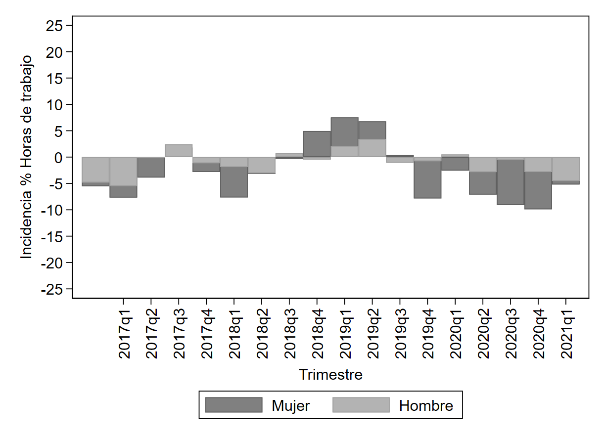 Incidencia % Horas de trabajo
25
20
15
10
5
0
-5
-10
-15
-20
-25
2017q1
2017q2
2017q3
2017q4
2018q1
2018q2
2018q3
2018q4
2019q1
2019q2
2019q3
2019q4
2020q1
2020q2
2020q3
2020q4
2021q1
Trimestre
Mujer Hombre